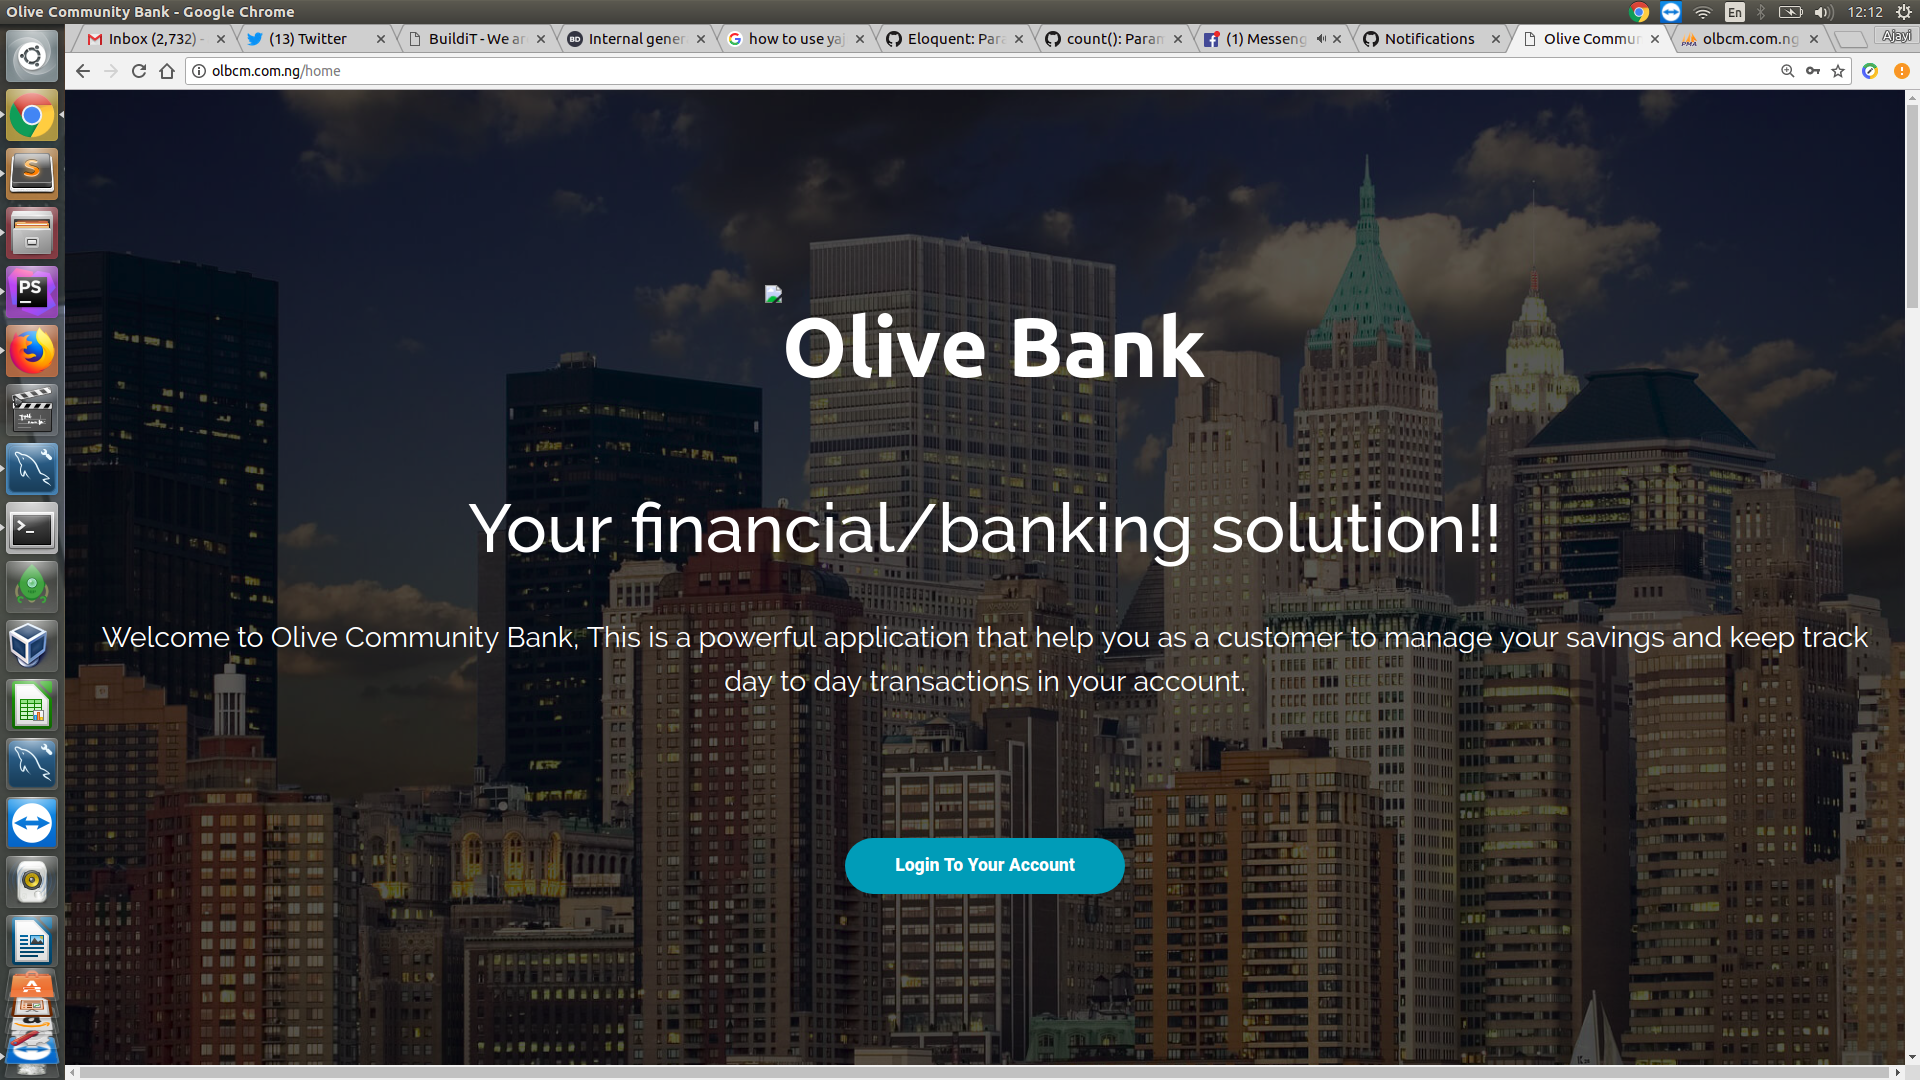 Olive Community Bank - Google Chrome
En
12:12
Inbox (2,732) -
(13) Twitter
BuildiT - We ar
Internal gener
how to use yaj
Eloquent: Para
count(): Param
(1) Messeng
Notifications
Olive Commur
olbcm.com.ng
Ajayi
olbcm.com.ng/home
Olive Bank
Your financial/banking solution!!
Welcome to Olive Community Bank, This is a powerful application that help you as a customer to manage your savings and keep track
day to day transactions in your account.
Login To Your Account